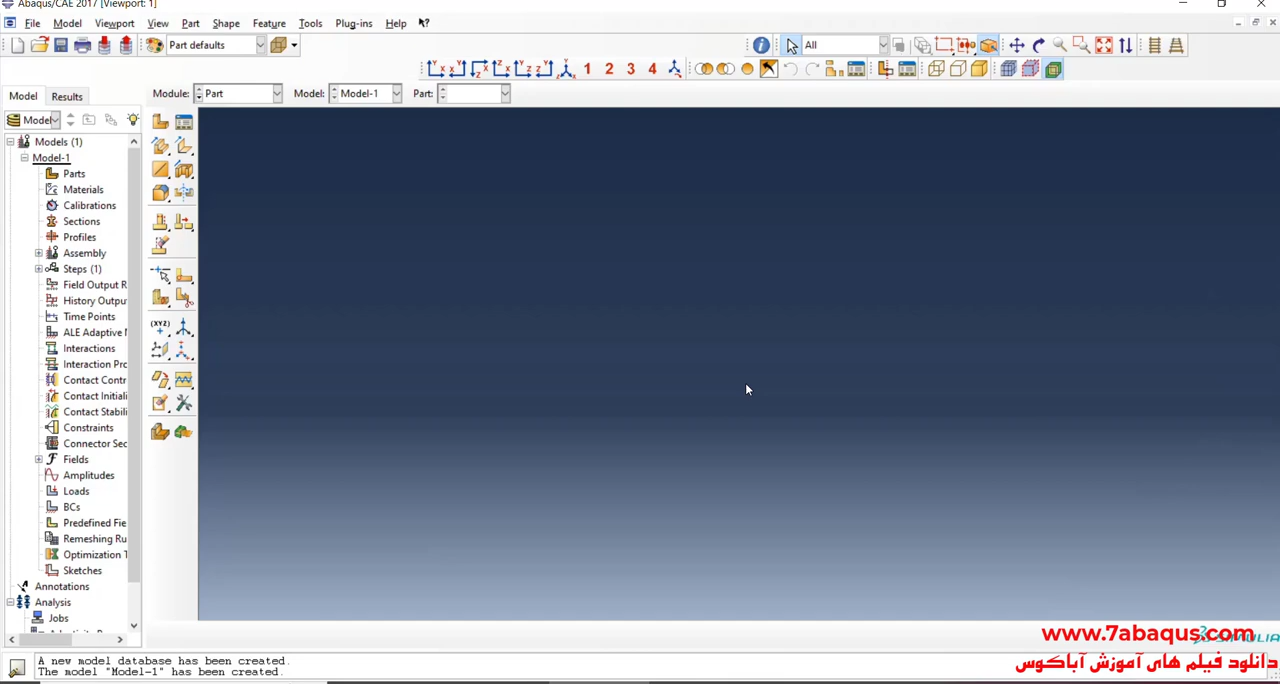 Abaqus/CAE 2017 [Viewport: 1]
File Model Viewport View Part Shape Feature Tools Plug-ins Help
Part defaults
All
1 2 3 4
Model Results
Module: Part Model: Model-1 Part:
Model
Models (1)
Model-1
Parts
Materials
Calibrations
Sections
Profiles
Assembly
Steps (1)
Field Output R
History Outpu
Time Points
ALE Adaptive
Interactions
Interaction Pro
Contact Contr
Contact Initiali
Contact Stabili
Constraints
Connector Sec
Fields
Amplitudes
Loads
BCs
Predefined Fie
Remeshing Ru
Optimization T
Sketches
Annotations
Analysis
Jobs
(XYZ)
www.7abaqus.com
SIMULIA
دانلود فیلم های آموزش آباکوس
A new model database has been created.
The model "Model-1" has been created.